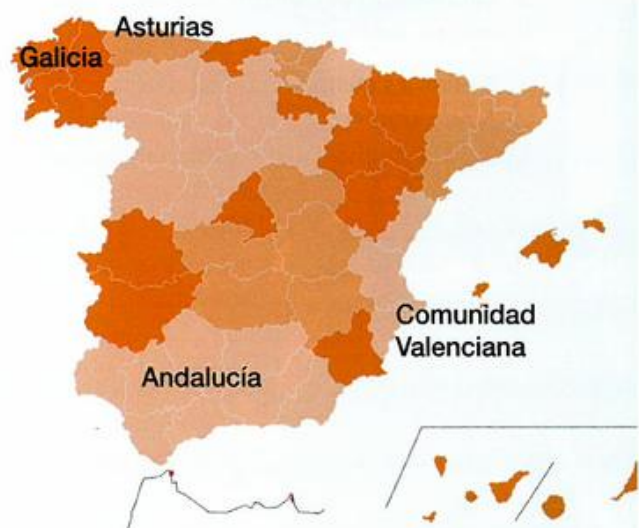 Asturias
Galicia
Comunidad
Valenciana
Andalucía